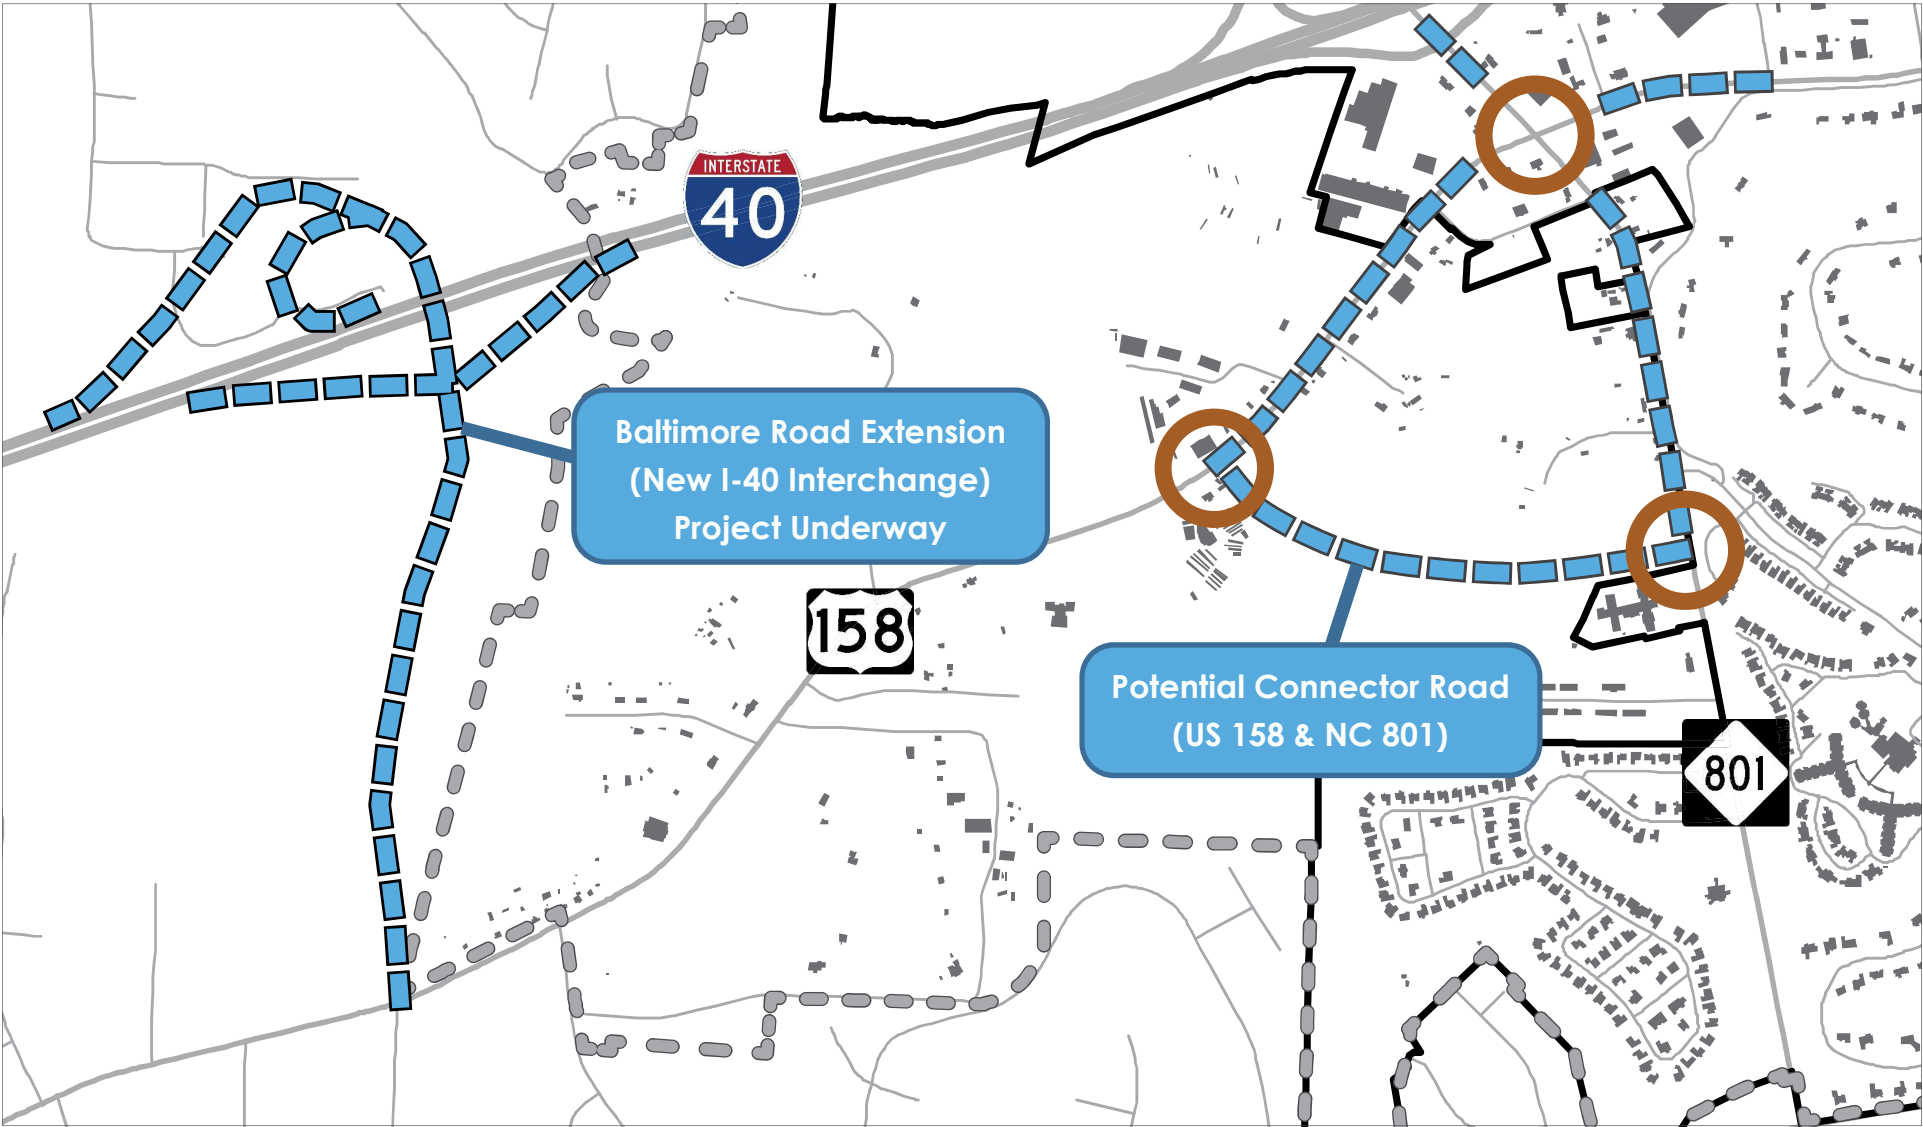 INTERSTATE
40
Baltimore Road Extension
(New I-40 Interchange)
Project Underway
158
Potential Connector Road
(US 158 & NC 801)
801